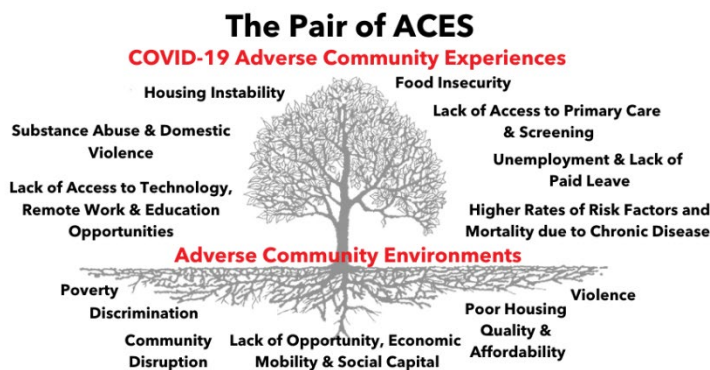 The Pair of ACES
COVID-19 Adverse Community Experiences
Housing Instability
Food Insecurity
Substance Abuse & Domestic
Violence
Lack of Access to Primary Care
& Screening
Unemployment & Lack of
Paid Leave
Lack of Access to Technology,
Remote Work & Education
Opportunities
Higher Rates of Risk Factors and
Mortality due to Chronic Disease
Adverse Community Environments
Poverty
Discrimination
Community
Disruption
Lack of Opportunity, Economic
Mobility & Social Capital
Poor Housing
Quality &
Affordability
Violence